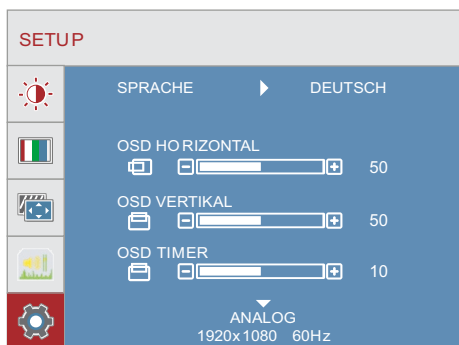 SETUP
SPRACHE DEUTSCH
OSD HORIZONTAL
50
OSD VERTIKAL
50
OSD TIMER
10
ANALOG
1920x1080 60Hz